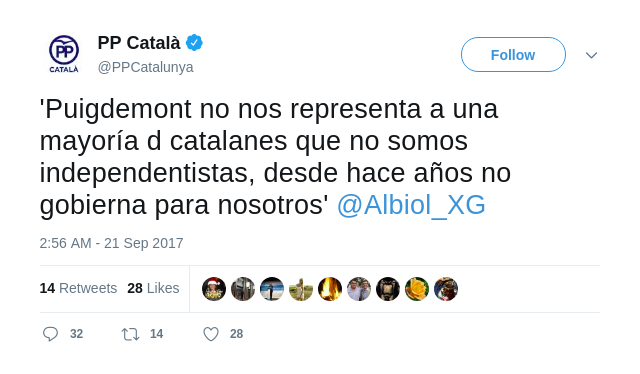 PP
CATALÀ
PP Català
@PPCatalunya
Follow
'Puigdemont no nos representa a una
mayoría d catalanes que no somos
independentistas, desde hace años no
gobierna para nosotros' @Albiol_XG
2:56 AM - 21 Sep 2017
14 Retweets 28 Likes
32 14 28